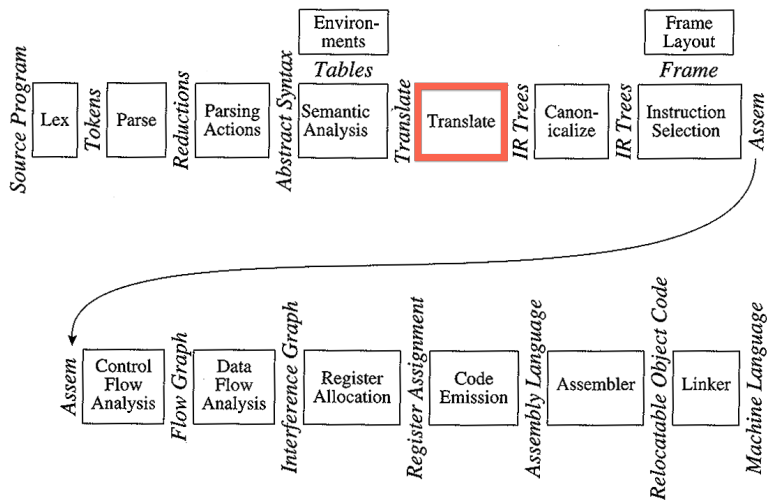 Environ-
ments
Frame
Layout
Tables
Frame
Source Program
Lex
Tokens
Parse
Reductions
Parsing
Actions
Abstract Syntax
Semantic
Analysis
Translate
Translate
IR Trees
Canon-
icalize
IR Trees
Instruction
Selection
Assem
Assem
Control
Flow
Analysis
Flow Graph
Data
Flow
Analysis
Interference Graph
Register
Allocation
Register Assignment
Code
Emission
Assembly Language
Assembler
Relocatable Object Code
Linker
Machine Language